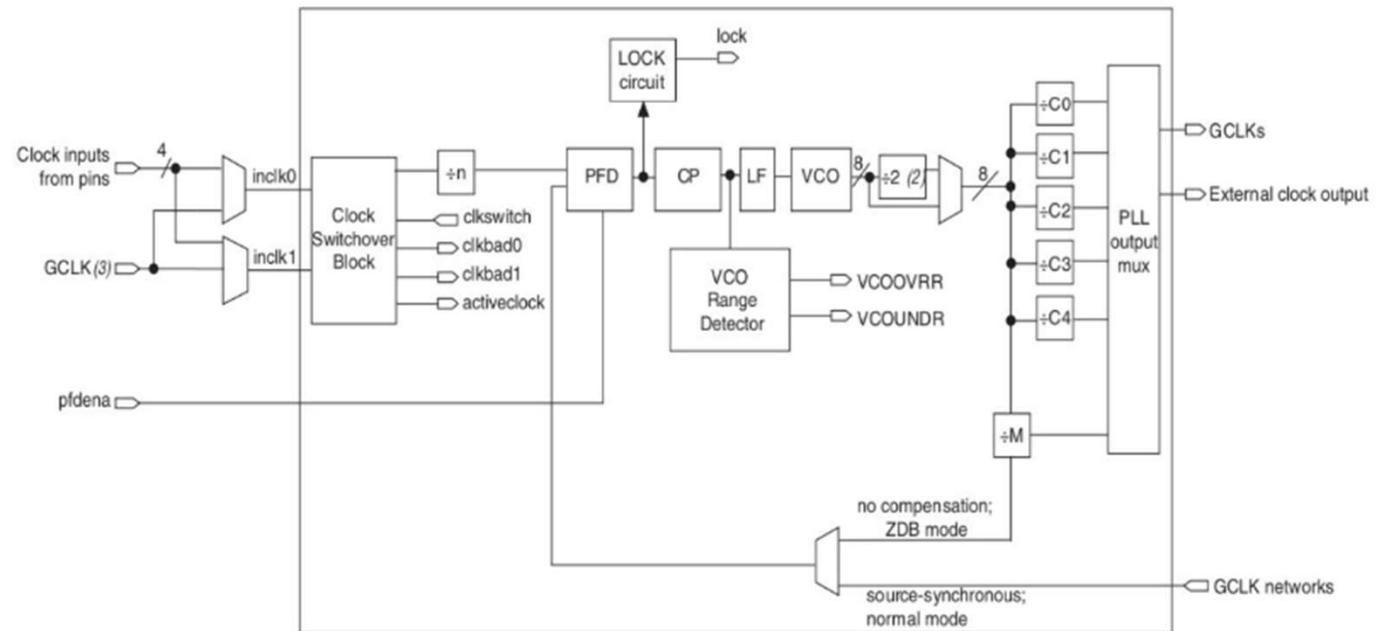 lock
LOCK
circuit
Clock inputs
from pins
4
inclk0
GCLK(3)
inclk1
Clock
Switchover
Block
÷n
clkswitch
clkbad0
clkbad1
activeclock
PFD
CP
LF
VCO
8
÷2 (2)
8
VCO
Range
Detector
VCOOVRR
VCOUNDR
÷C0
÷C1
÷C2
÷C3
÷C4
PLL
output
mux
GCLKs
External clock output
pfdena
÷M
no compensation;
ZDB mode
source-synchronous;
normal mode
GCLK networks